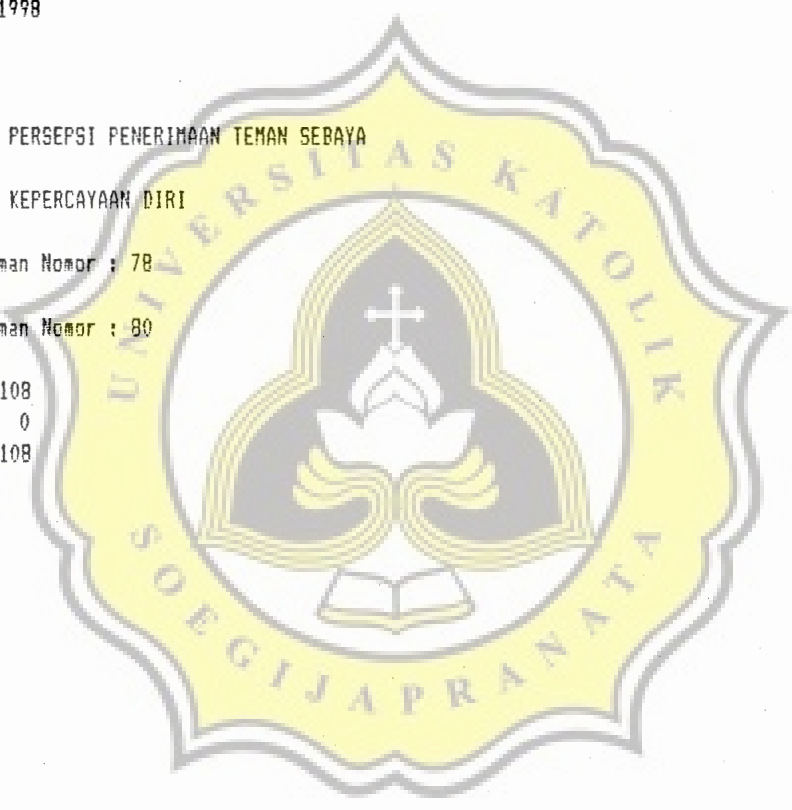 1998
PERSEPSI PENERIMAAN TEMAN SEBAYA
KEPERCAYAAN DIRI
man Nomor : 78
man Nomor : 80
108
0
108
UNIVERSITAS KATOLIK
SOEGIJAPRANATA